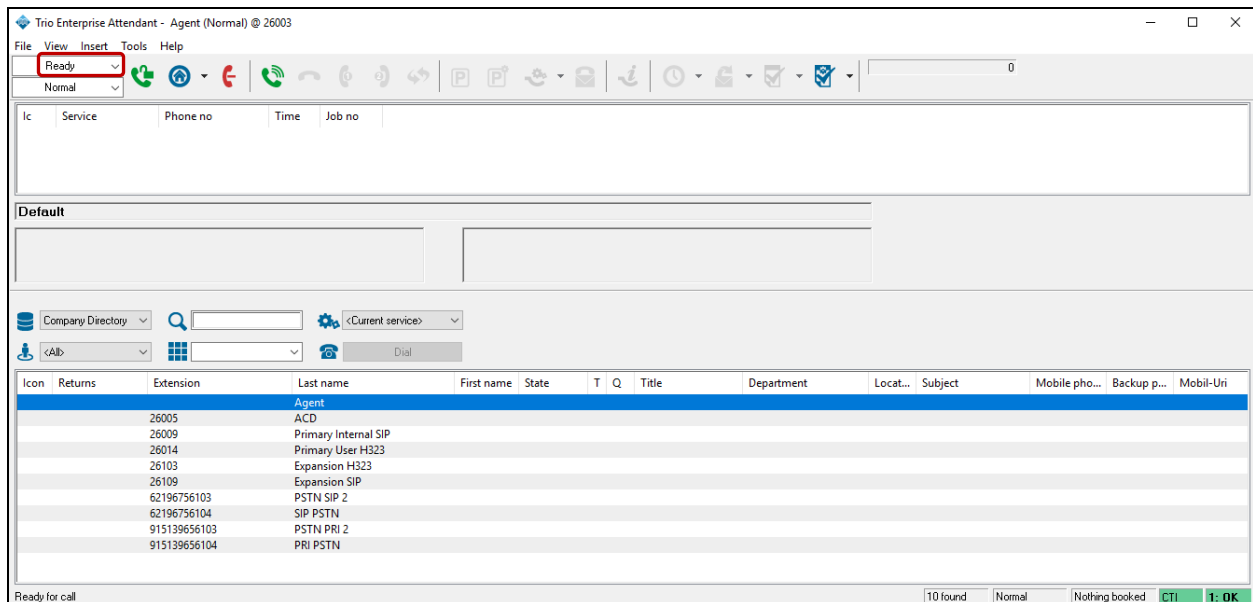 Trio Enterprise Attendant - Agent (Normal) @ 26003
File View Insert Tools Help
Ready
Normal
0
Ic Service Phone no Time Job no
Default
Company Directory <Current service>
<All> Dial
Icon Returns Extension Last name First name State T Q Title Department Locat... Subject Mobile pho... Backup p... Mobil-Uri
Agent
26005 ACD
26009 Primary Internal SIP
26014 Primary User H323
26103 Expansion H323
26109 Expansion SIP
62196756103 PSTN SIP 2
62196756104 SIP PSTN
915139656103 PSTN PRI 2
915139656104 PRI PSTN
Ready for call 10 found Normal Nothing booked CTI 1: OK